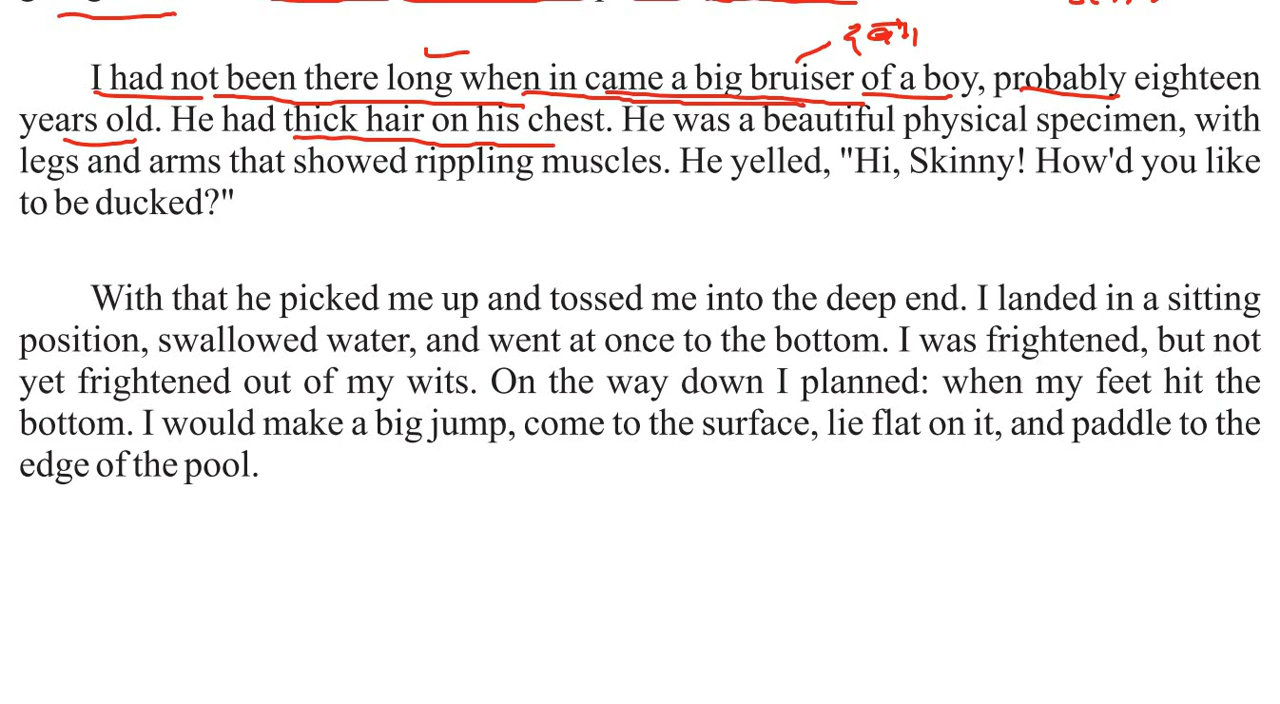 I had not been there long when in came a big bruiser of a boy, probably eighteen
years old. He had thick hair on his chest. He was a beautiful physical specimen, with
legs and arms that showed rippling muscles. He yelled, "Hi, Skinny! How'd you like
to be ducked?"
With that he picked me up and tossed me into the deep end. I landed in a sitting
position, swallowed water, and went at once to the bottom. I was frightened, but not
yet frightened out of my wits. On the way down I planned: when my feet hit the
bottom. I would make a big jump, come to the surface, lie flat on it, and paddle to the
edge of the pool.